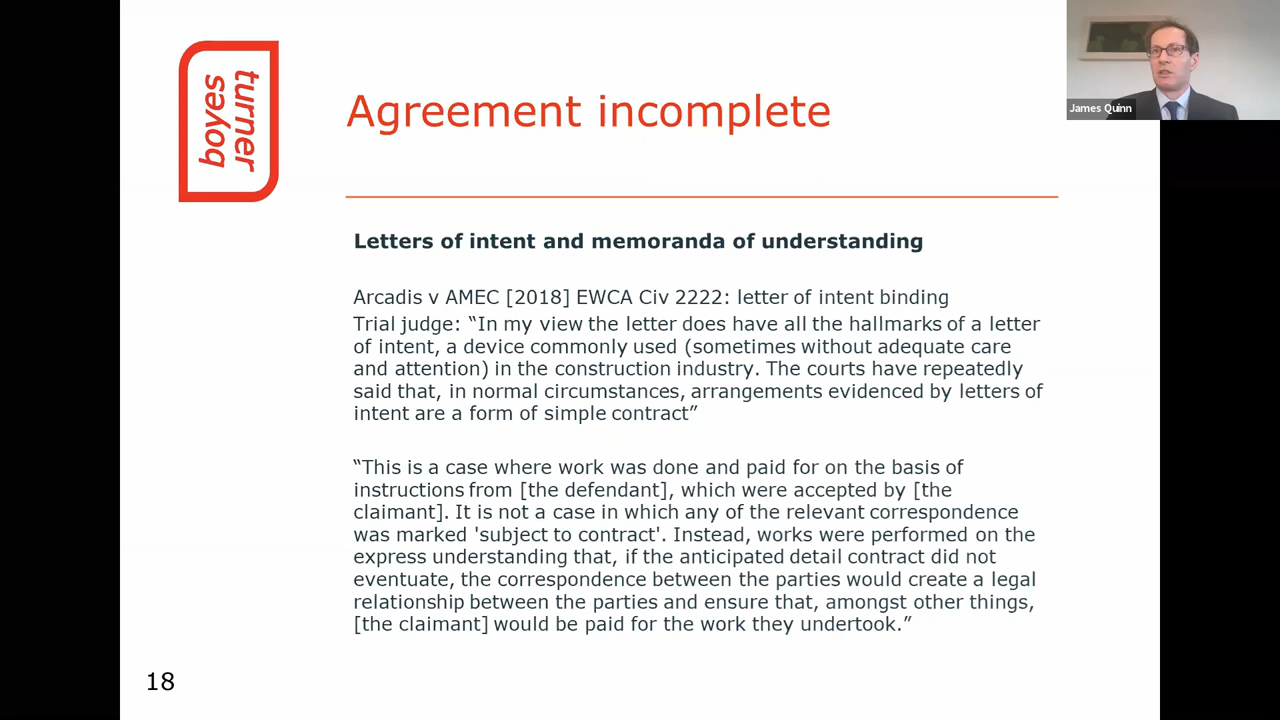 turner
boyes
Agreement incomplete
James Quinn
Letters of intent and memoranda of understanding
Arcadis v AMEC [2018] EWCA Civ 2222: letter of intent binding
Trial judge: “In my view the letter does have all the hallmarks of a letter
of intent, a device commonly used (sometimes without adequate care
and attention) in the construction industry. The courts have repeatedly
said that, in normal circumstances, arrangements evidenced by letters of
intent are a form of simple contract”
“This is a case where work was done and paid for on the basis of
instructions from [the defendant], which were accepted by [the
claimant]. It is not a case in which any of the relevant correspondence
was marked 'subject to contract'. Instead, works were performed on the
express understanding that, if the anticipated detail contract did not
eventuate, the correspondence between the parties would create a legal
relationship between the parties and ensure that, amongst other things,
[the claimant] would be paid for the work they undertook.”
18